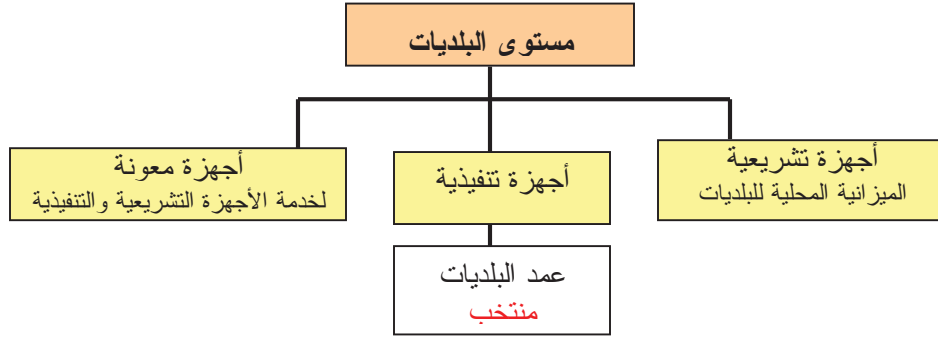 مستوى البلديات
أجهزة تشريعية
الميزانية المحلية للبلديات
أجهزة تنفيذية
أجهزة معونة
لخدمة الأجهزة التشريعية والتنفيذية
عمد البلديات
منتخب